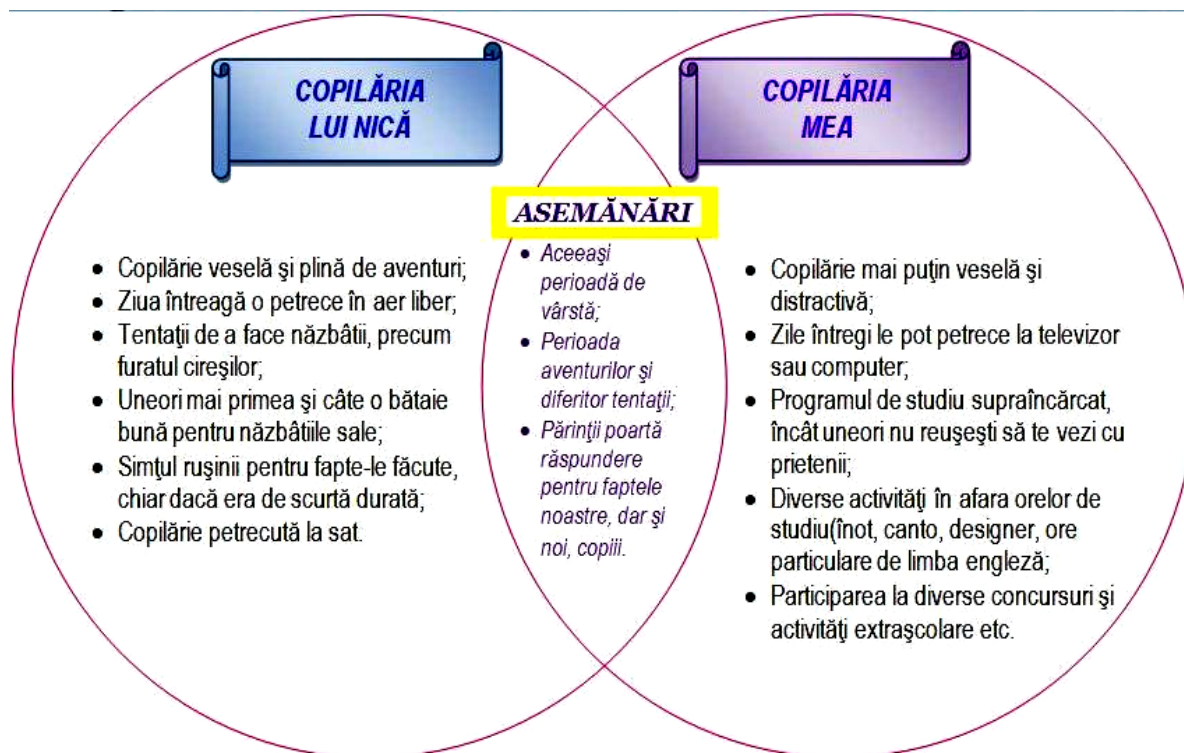 COPILĂRIA
LUI NICĂ
COPILĂRIA
MEA
ASEMĂNĂRI
• Copilărie veselă şi plină de aventuri;
• Ziua întreagă o petrece în aer liber;
• Tentaţii de a face năzbâtii, precum
furatul cireşilor;
• Uneori mai primea şi câte o bătaie
bună pentru năzbâtiile sale;
• Simţul ruşinii pentru fapte-le făcute,
chiar dacă era de scurtă durată;
• Copilărie petrecută la sat.
• Aceeaşi
perioadă de
vârstă;
• Perioada
aventurilor şi
diferitor tentaţii;
• Părinţii poartă
răspundere
pentru faptele
noastre, dar şi
noi, copiii.
• Copilărie mai puţin veselă şi
distractivă;
• Zile întregi le pot petrece la televizor
sau computer;
• Programul de studiu supraîncărcat,
încât uneori nu reuşeşti să te vezi cu
prietenii;
• Diverse activităţi în afara orelor de
studiu(înot, canto, designer, ore
particulare de limba engleză;
• Participarea la diverse concursuri şi
activităţi extraşcolare etc.